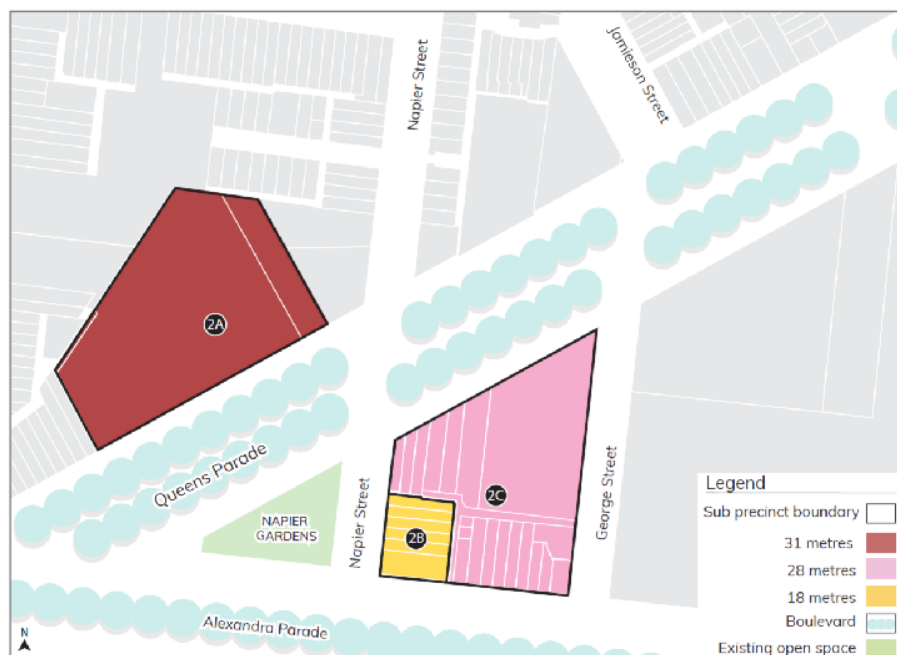 Napier Street
Jamieson Street
2A
Queens Parade
NAPIER
GARDENS
Napier Street
2B
2C
George Street
Alexandra Parade
N
Legend
Sub precinct boundary
31 metres
28 metres
18 metres
Boulevard
Existing open space